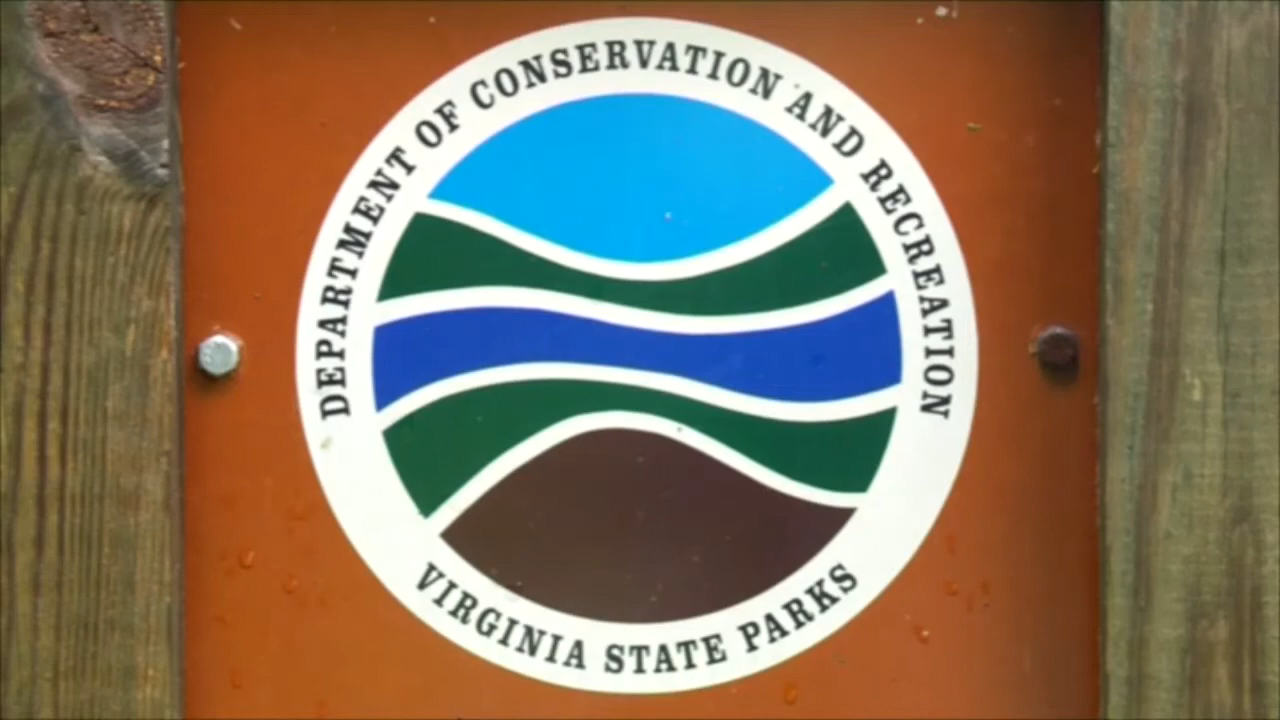 DEPARTMENT OF CONSERVATION AND RECREATION
VIRGINIA STATE PARKS